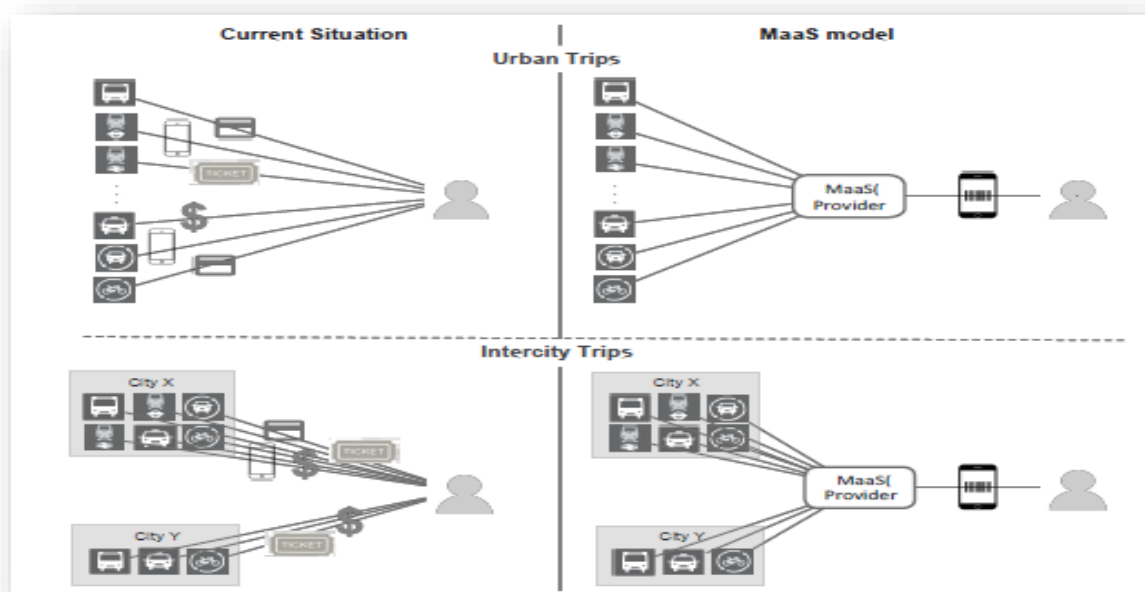 Current Situation
MaaS model
Urban Trips
TICKET
$
MaaS(
Provider
Intercity Trips
City X
City X
TICKET
$
MaaS(
Provider
$
City Y
City Y
TICKET